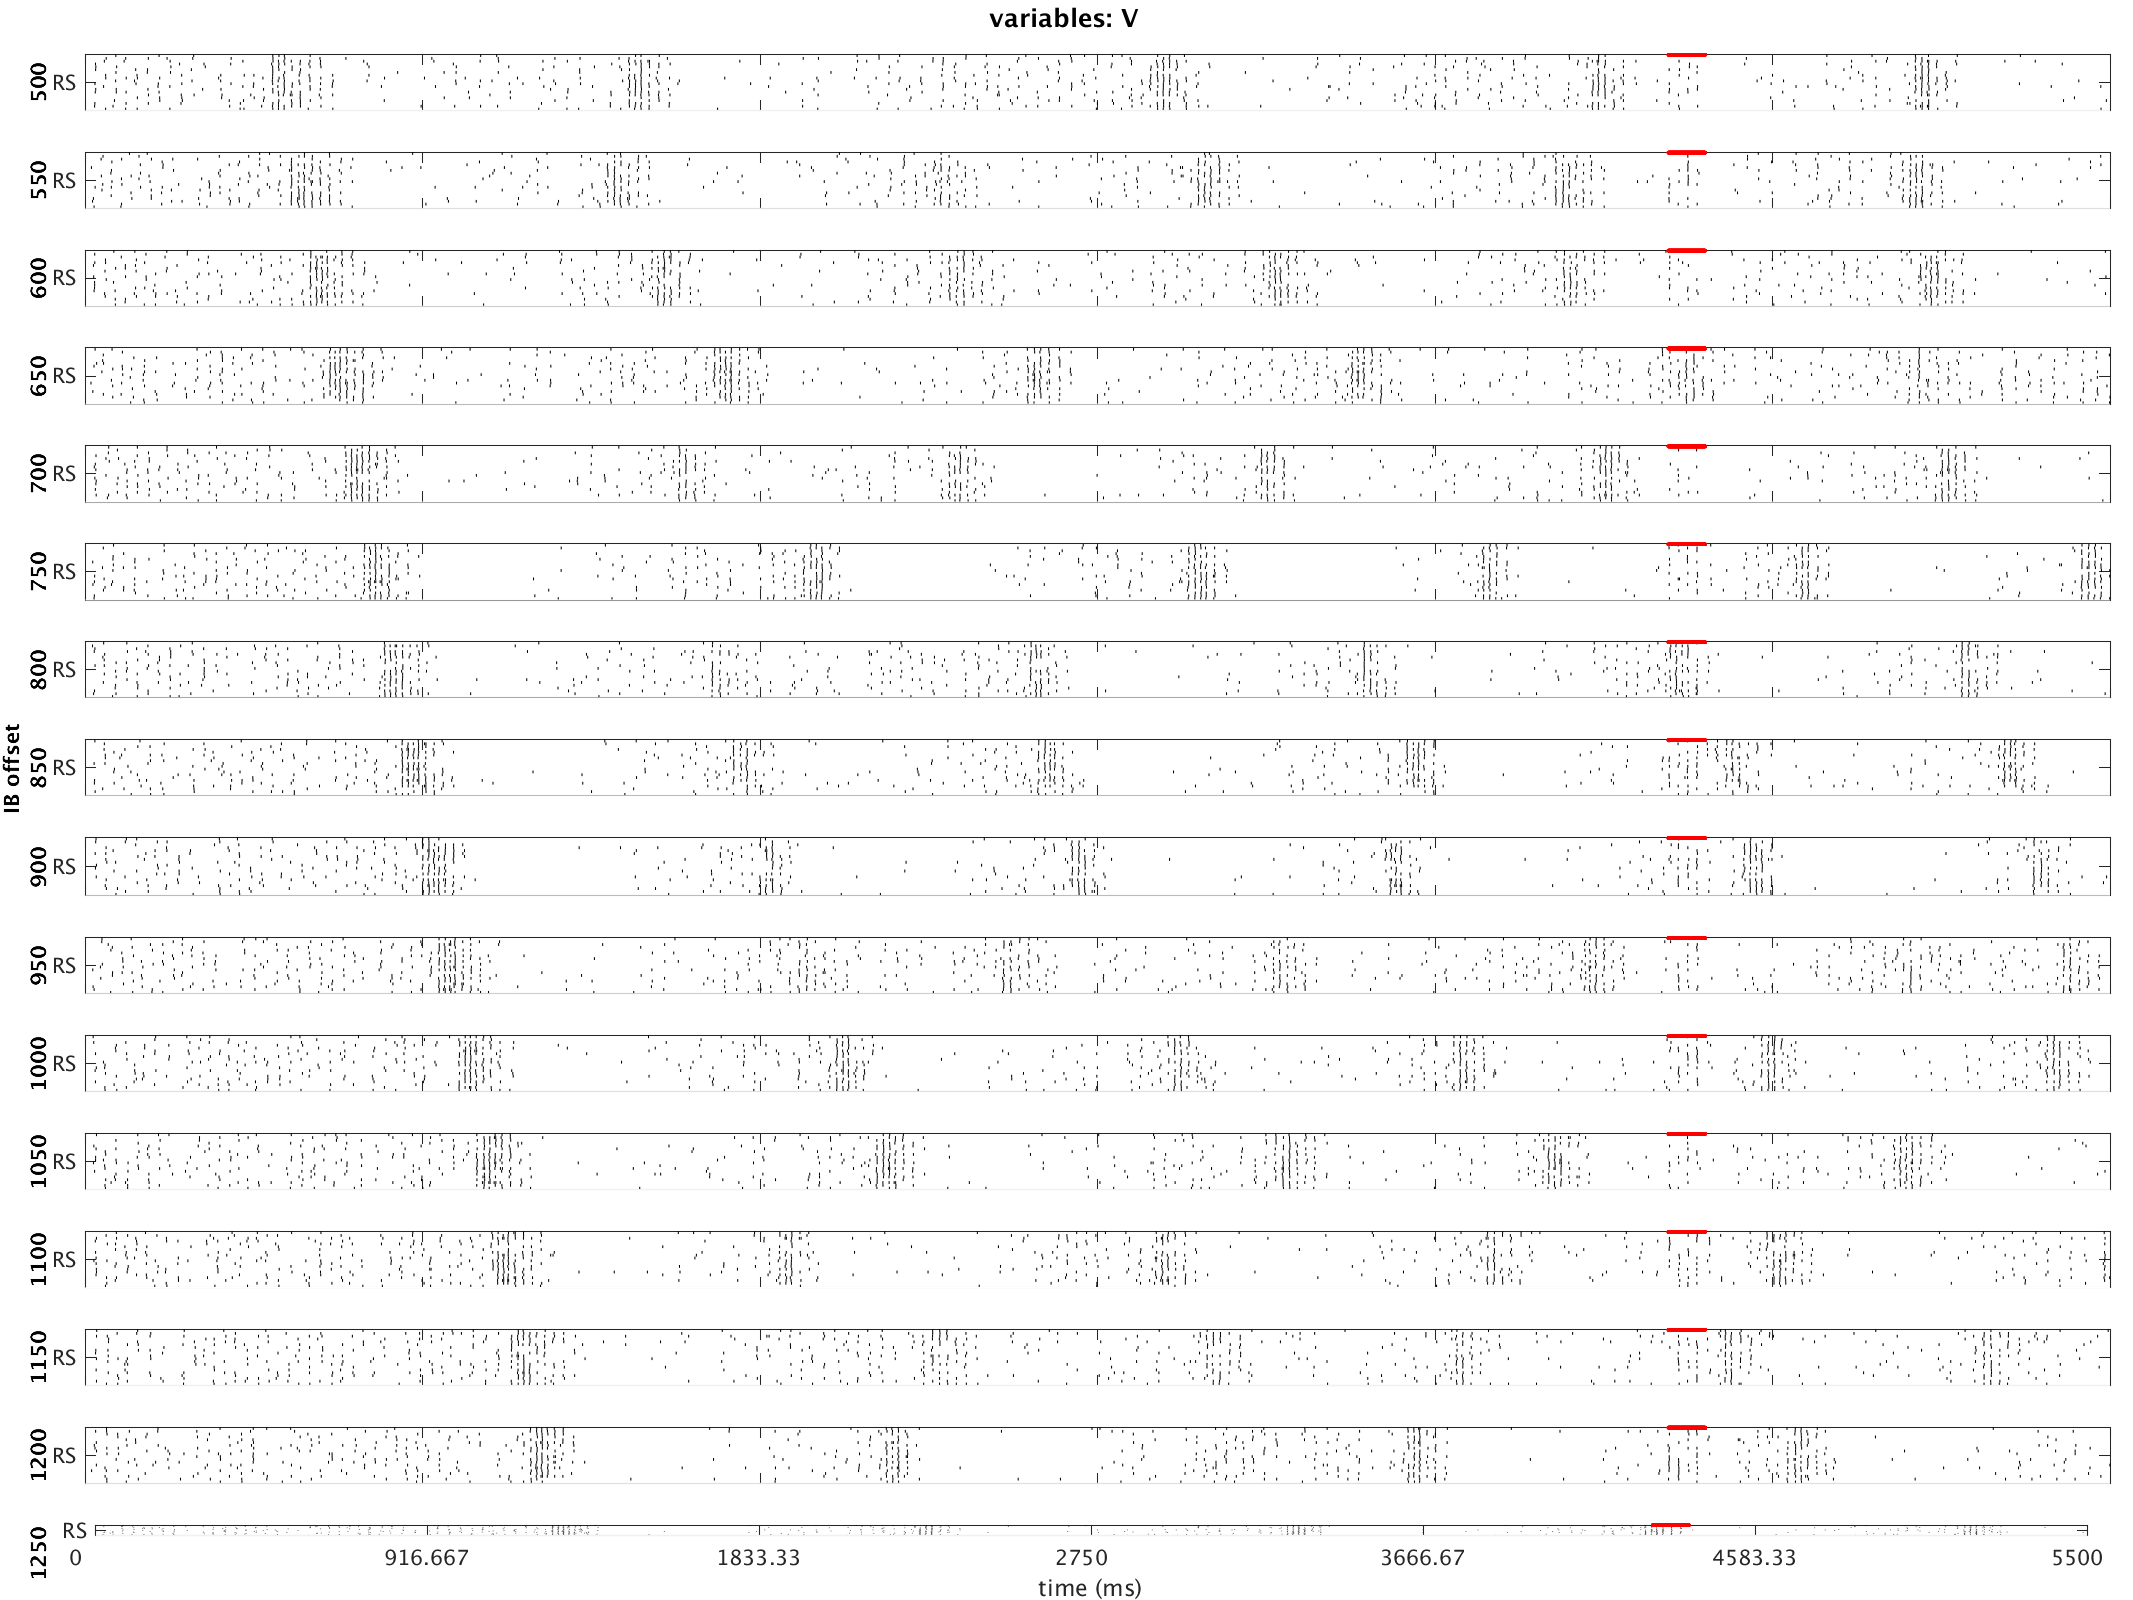 variables: V
500 RS
550 RS
600 RS
650 RS
700 RS
750 RS
800 RS
IB offset
850 RS
900 RS
950 RS
1000 RS
1050 RS
1100 RS
1150 RS
1200 RS
1250 RS
0 916.667 1833.33 2750 3666.67 4583.33 5500
time (ms)